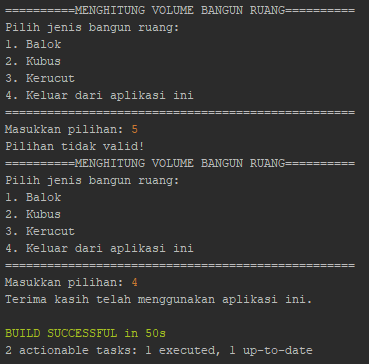 ==========MENGHITUNG VOLUME BANGUN RUANG==========
Pilih jenis bangun ruang:
1. Balok
2. Kubus
3. Kerucut
4. Keluar dari aplikasi ini
==================================================
Masukkan pilihan: 5
Pilihan tidak valid!
==========MENGHITUNG VOLUME BANGUN RUANG==========
Pilih jenis bangun ruang:
1. Balok
2. Kubus
3. Kerucut
4. Keluar dari aplikasi ini
==================================================
Masukkan pilihan: 4
Terima kasih telah menggunakan aplikasi ini.
BUILD SUCCESSFUL in 50s
2 actionable tasks: 1 executed, 1 up-to-date